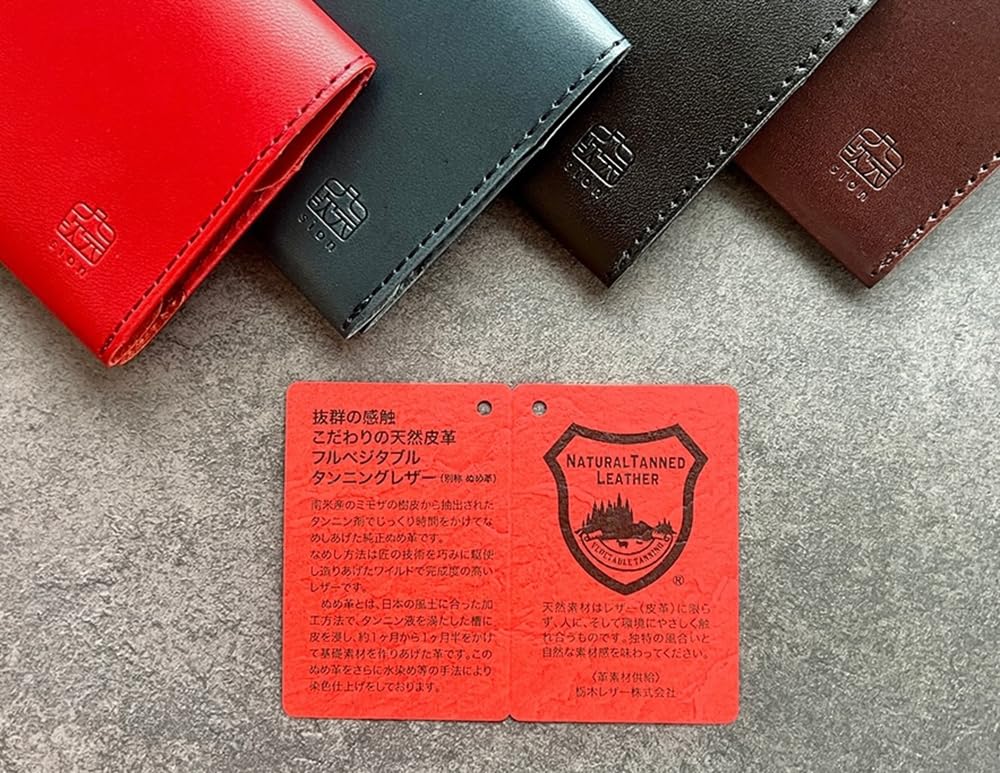 sion
sion
sion
sion
抜群の感触
こだわりの天然皮革
フルベジタブル
タンニングレザー(別称 ぬめ革)
南米産のミモザの樹皮から抽出された
タンニン剤でじっくり時間をかけてな
めしあげた純正ぬめ革です。
なめし方法は匠の技術を巧みに駆使
し造りあげたワイルドで完成度の高い
レザーです。
ぬめ革とは、日本の風土に合った加
工方法で、タンニン液を満たした槽に
皮を浸し、約1ヶ月から1ヶ月半をかけ
て基礎素材を作りあげた革です。この
ぬめ革をさらに水染め等の手法により
染色仕上げをしております。
NATURAL TANNED
LEATHER
VEGETABLE TANNING
®
天然素材はレザー(皮革)に限ら
ず、人に、そして環境にやさしく触
れ合うものです。独特の風合いと
自然な素材感を味わってください。
〈革素材供給〉
栃木レザー株式会社